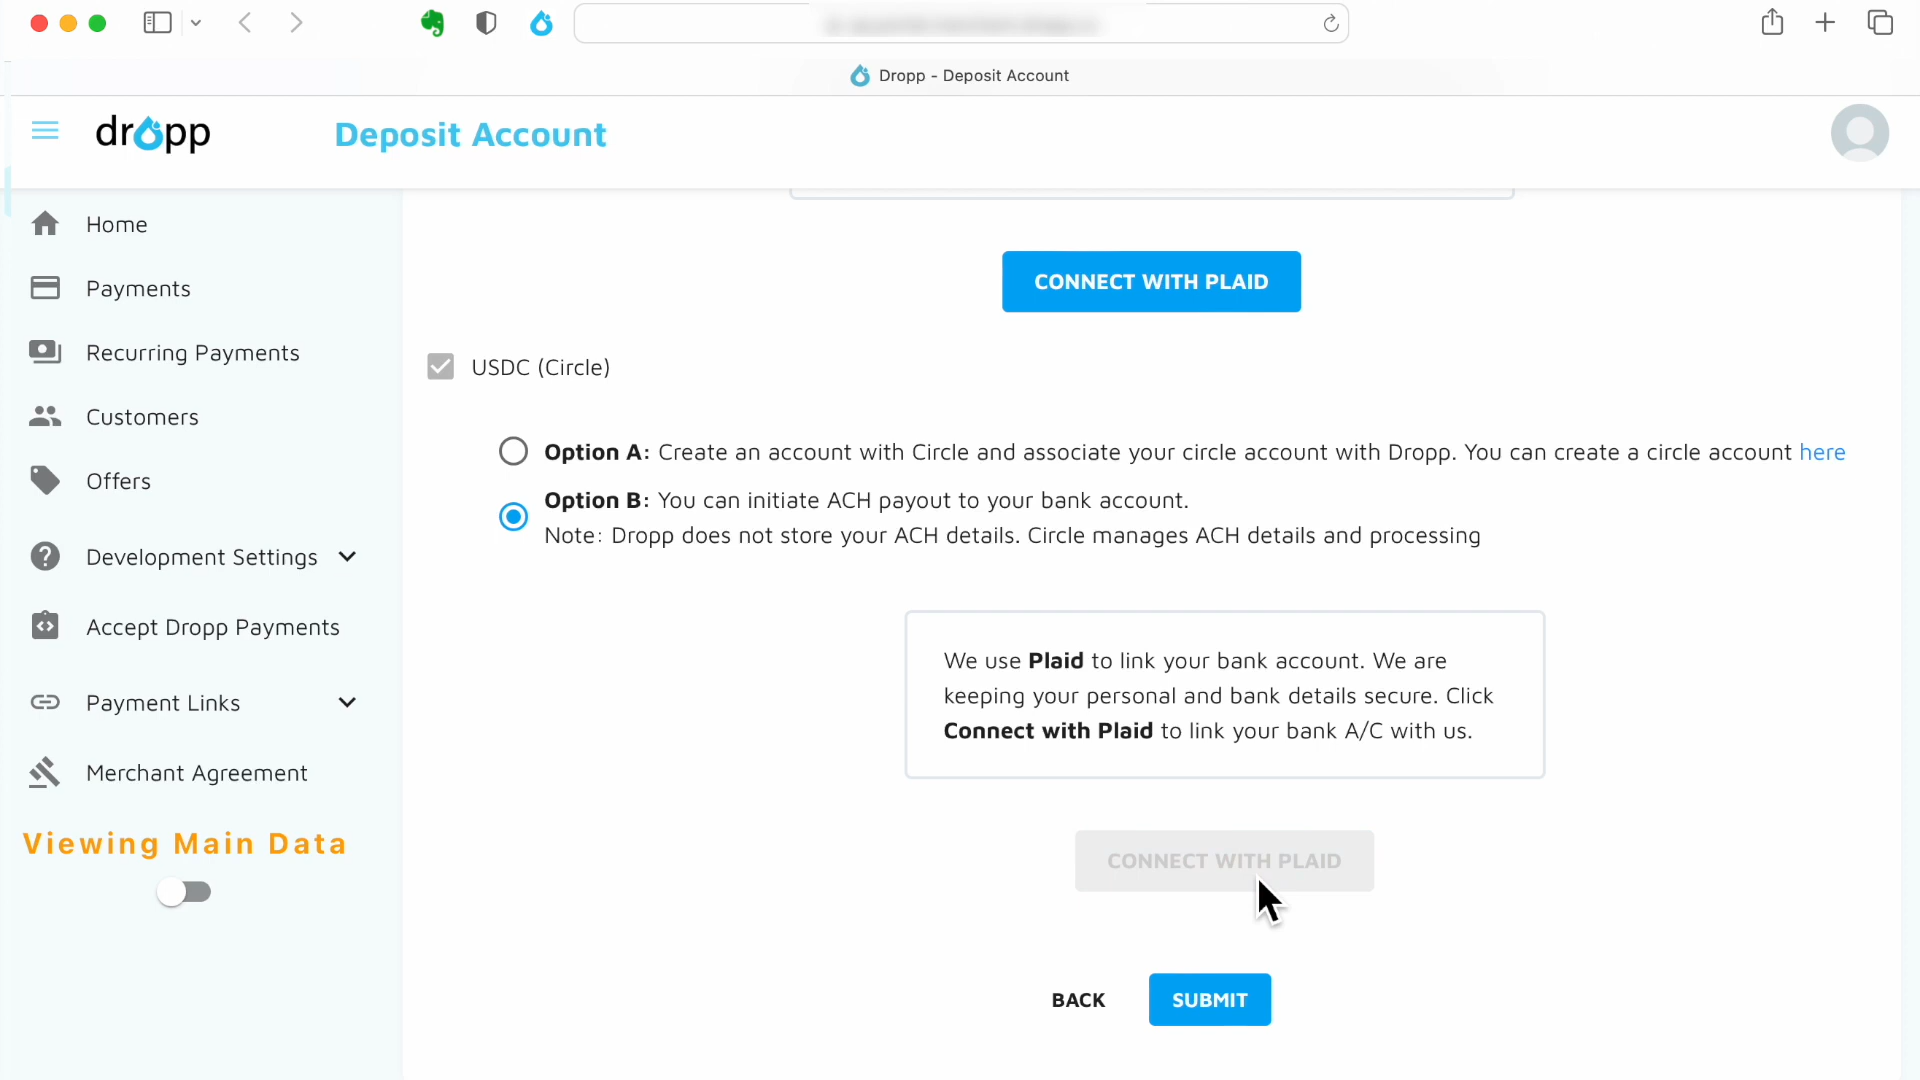 Dropp - Deposit Account
dropp
Deposit Account
Home
Payments
Recurring Payments
Customers
Offers
Development Settings
Accept Dropp Payments
Payment Links
Merchant Agreement
Viewing Main Data
CONNECT WITH PLAID
USDC (Circle)
Option A: Create an account with Circle and associate your circle account with Dropp. You can create a circle account here
Option B: You can initiate ACH payout to your bank account.
Note: Dropp does not store your ACH details. Circle manages ACH details and processing
We use Plaid to link your bank account. We are
keeping your personal and bank details secure. Click
Connect with Plaid to link your bank A/C with us.
CONNECT WITH PLAID
BACK SUBMIT